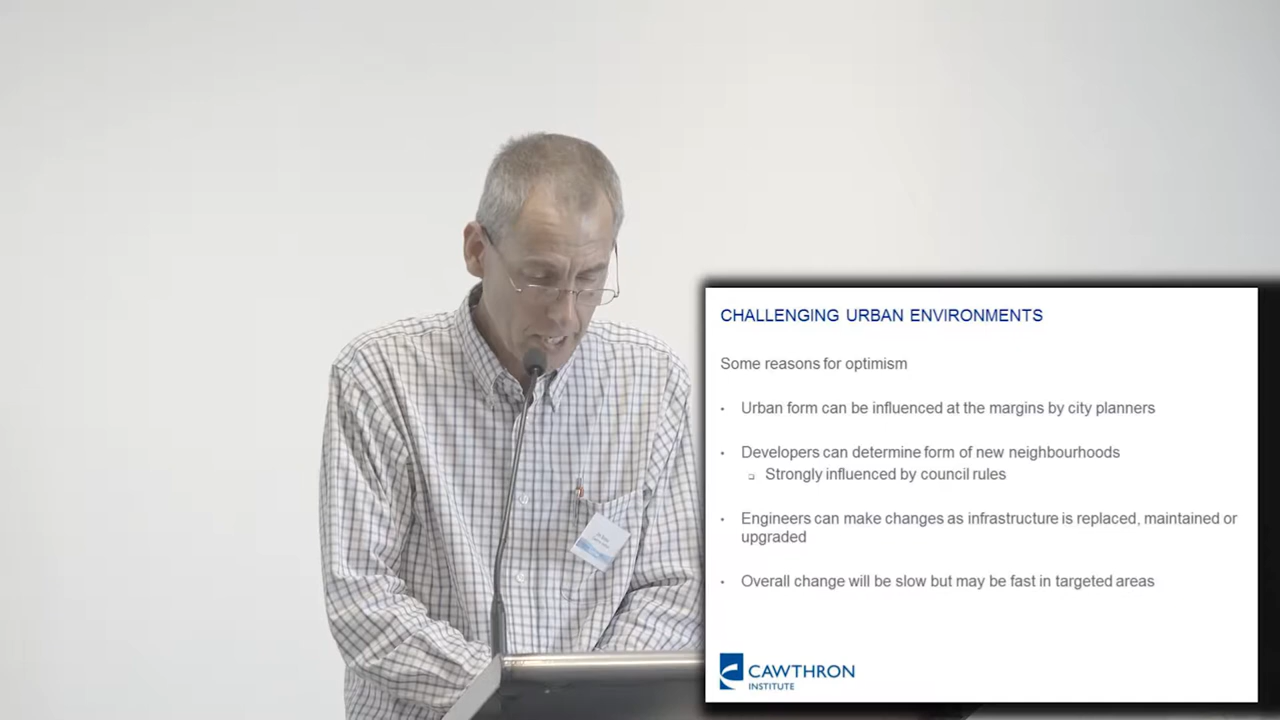 CHALLENGING URBAN ENVIRONMENTS
Some reasons for optimism
• Urban form can be influenced at the margins by city planners
• Developers can determine form of new neighbourhoods
❑ Strongly influenced by council rules
• Engineers can make changes as infrastructure is replaced, maintained or
upgraded
• Overall change will be slow but may be fast in targeted areas
CAWTHRON
INSTITUTE